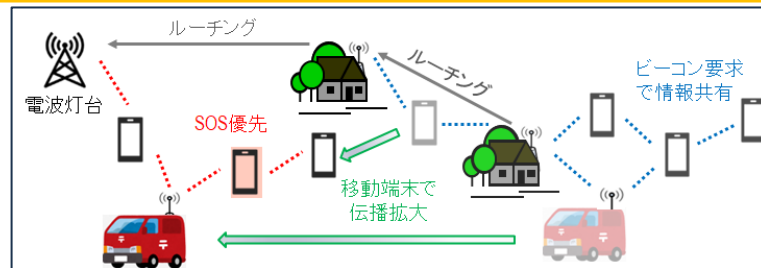 ルーチング
電波灯台
SOS優先
ルーチング
ビーコン要求
で情報共有
移動端末で
伝播拡大
〒
〒